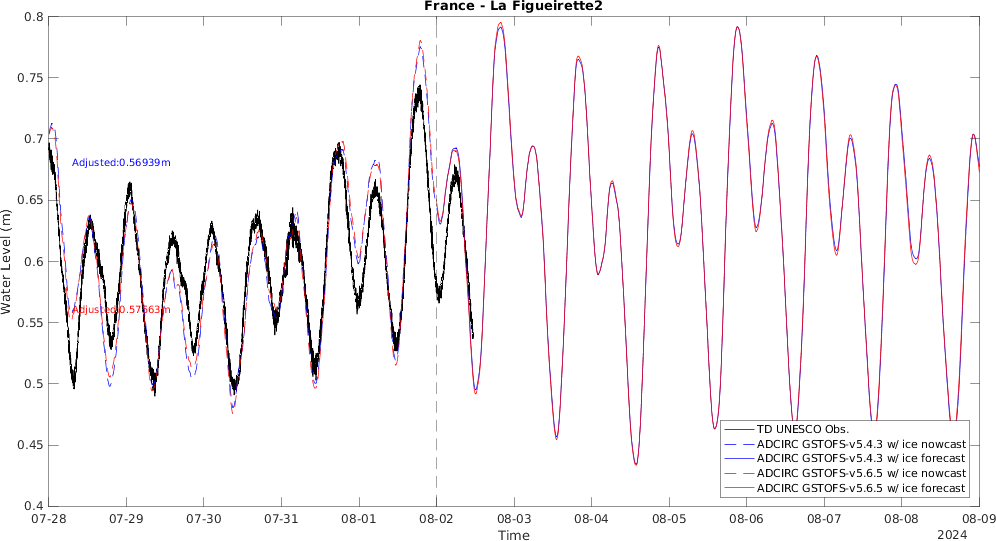 France - La Figueirette2
0.8
0.75
0.7
0.65
0.6
0.55
0.5
0.45
0.4
Water Level (m)
Adjusted:0.56939m
Adjusted:0.57663m
TD UNESCO Obs.
ADCIRC GSTOFS-v5.4.3 w/ ice nowcast
ADCIRC GSTOFS-v5.4.3 w/ ice forecast
ADCIRC GSTOFS-v5.6.5 w/ ice nowcast
ADCIRC GSTOFS-v5.6.5 w/ ice forecast
07-28 07-29 07-30 07-31 08-01 08-02 08-03 08-04 08-05 08-06 08-07 08-08 08-09
Time
2024